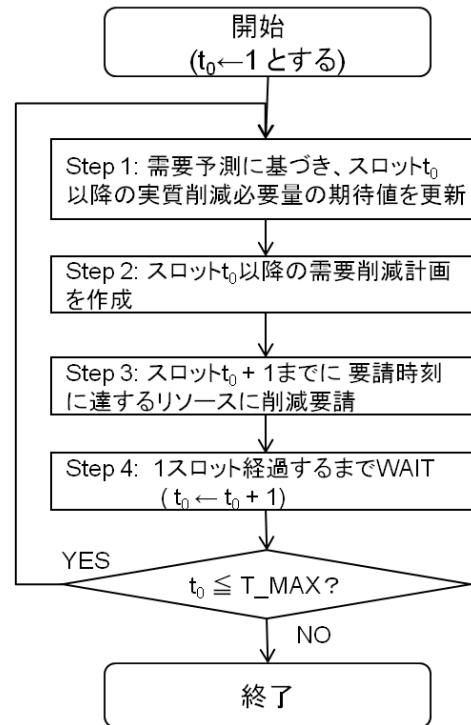 開始
(t₀←1 とする)
Step 1: 需要予測に基づき、スロットt₀
以降の実質削減必要量の期待値を更新
Step 2: スロットt₀以降の需要削減計画
を作成
Step 3: スロットt₀ + 1までに 要請時刻
に達するリソースに削減要請
Step 4: 1スロット経過するまでWAIT
( t₀ ← t₀ + 1)
YES
t₀ ≦ T_MAX?
NO
終了